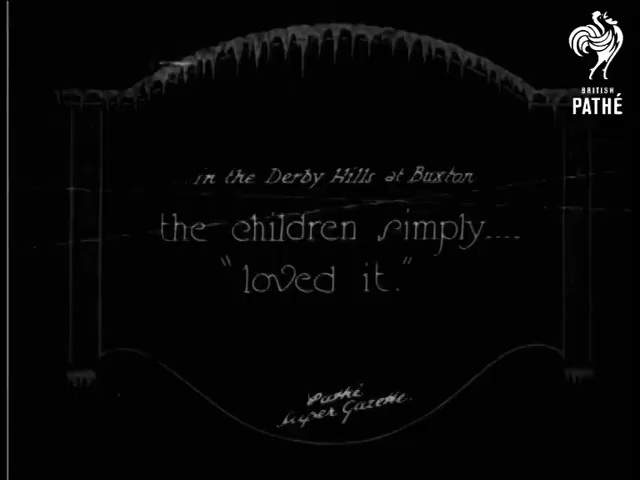 BRITISH
PATHÉ
in the Derby Hills at Buxton
the children simply....
"loved it."
Pathé
Super Gazette.